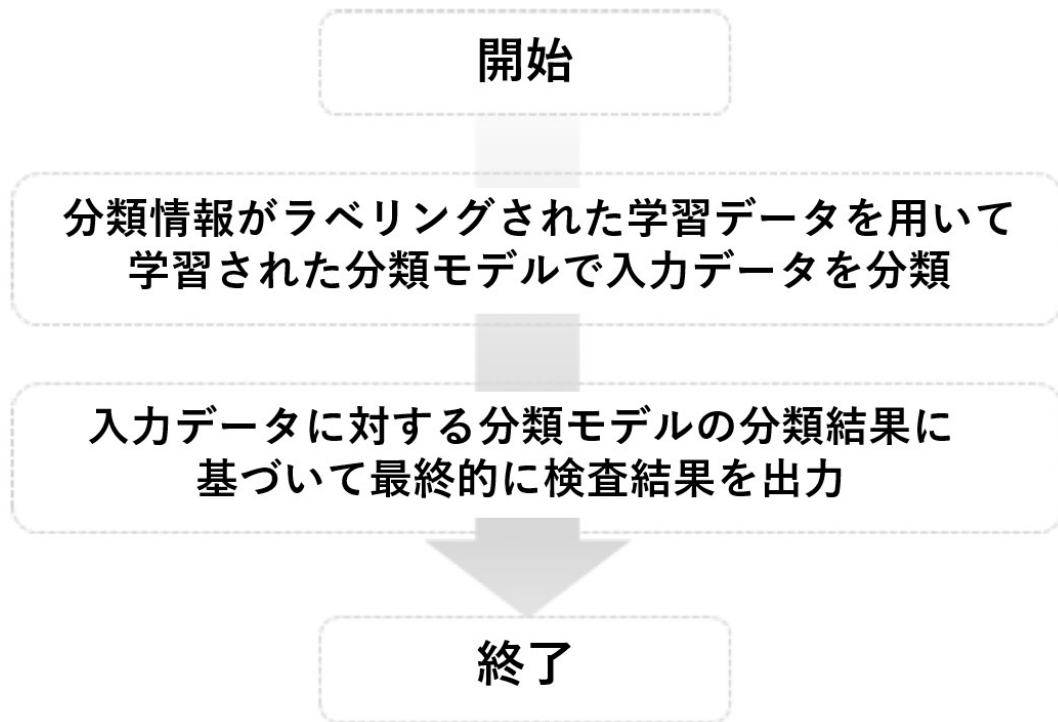 開始
分類情報がラベリングされた学習データを用いて
学習された分類モデルで入力データを分類
入力データに対する分類モデルの分類結果に
基づいて最終的に検査結果を出力
終了